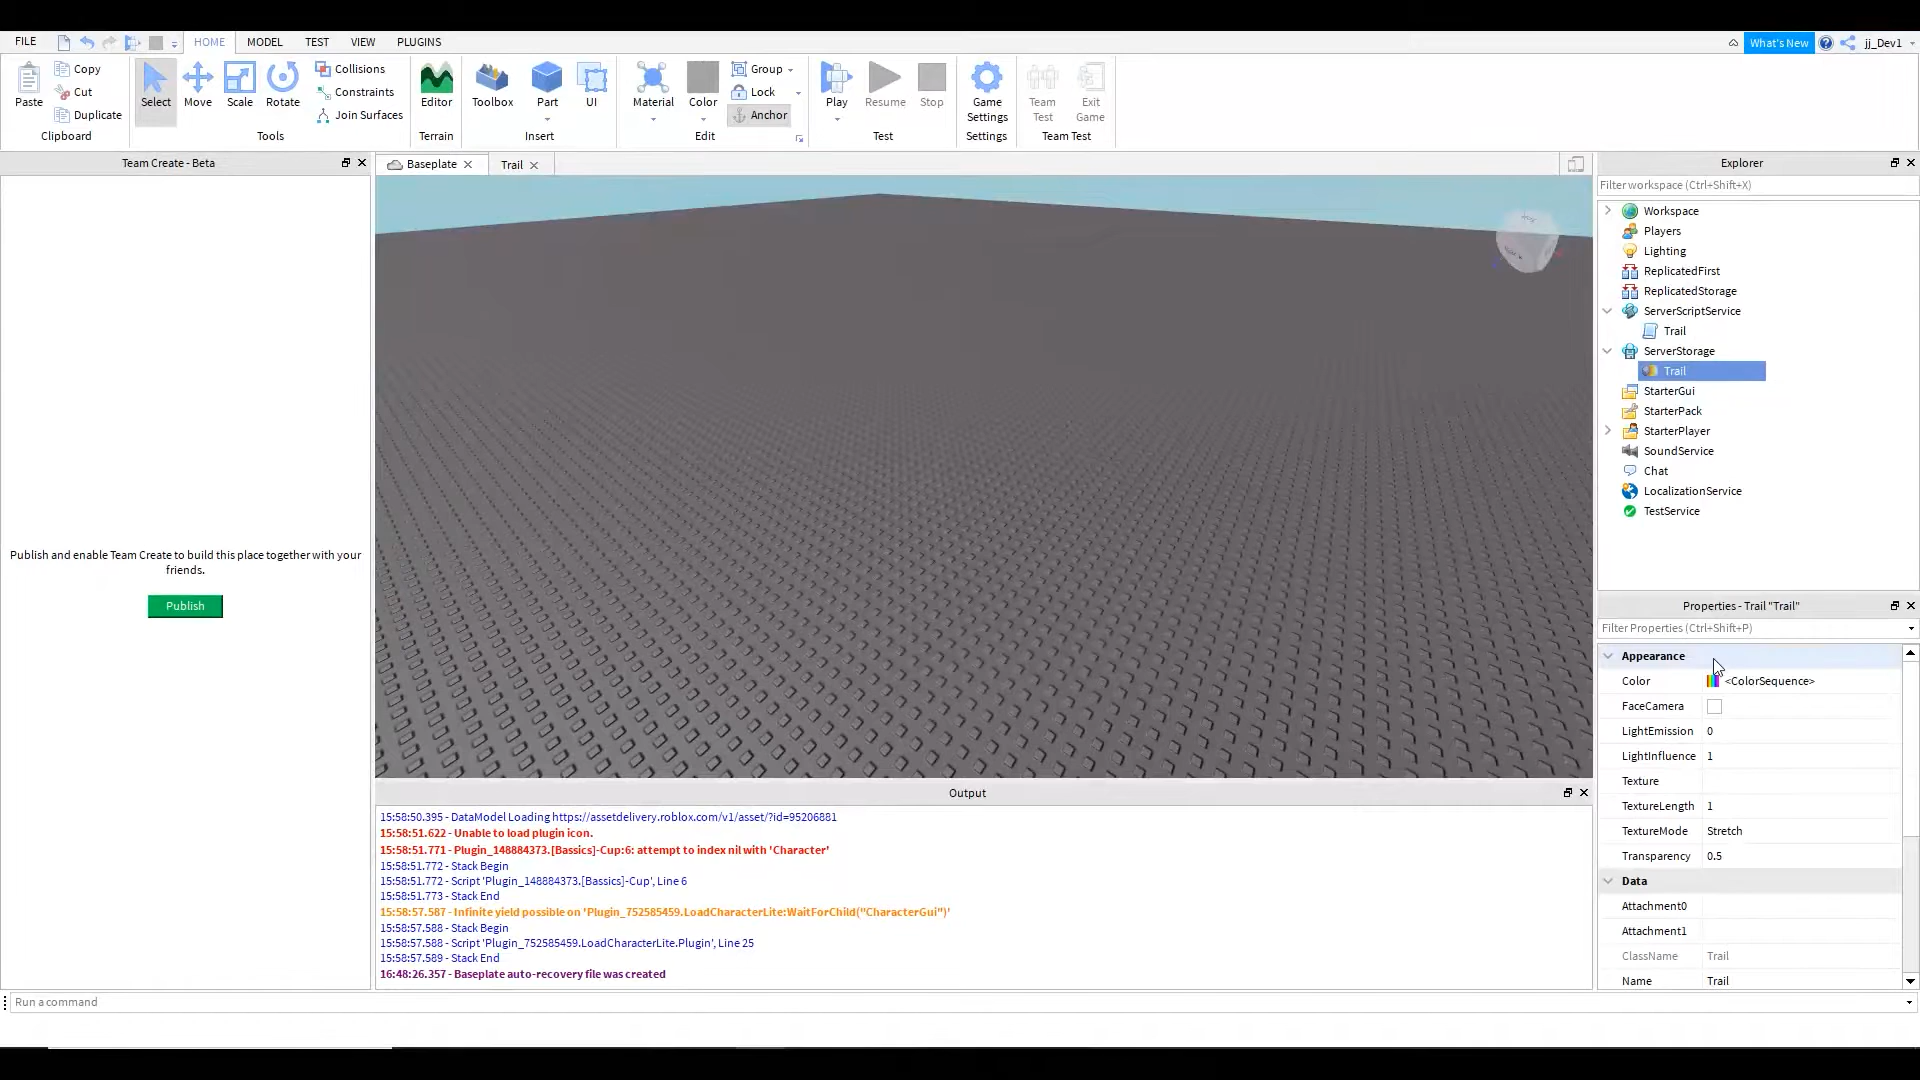 FILE
HOME
MODEL
TEST
VIEW
PLUGINS
What's New
jj_Dev1
Paste
Copy
Cut
Duplicate
Clipboard
Select
Move
Scale
Rotate
Collisions
Constraints
Join Surfaces
Tools
Editor
Terrain
Toolbox
Part
UI
Insert
Material
Color
Group
Lock
Anchor
Edit
Play
Resume
Stop
Test
Game
Settings
Settings
Team
Test
Exit
Game
Team Test
Team Create - Beta
Publish and enable Team Create to build this place together with your
friends.
Publish
Baseplate
Trail
Explorer
Filter workspace (Ctrl+Shift+X)
Workspace
Players
Lighting
ReplicatedFirst
ReplicatedStorage
ServerScriptService
Trail
ServerStorage
Trail
StarterGui
StarterPack
StarterPlayer
SoundService
Chat
LocalizationService
TestService
Properties - Trail "Trail"
Filter Properties (Ctrl+Shift+P)
Appearance
Color <ColorSequence>
FaceCamera
LightEmission 0
LightInfluence 1
Texture
TextureLength 1
TextureMode Stretch
Transparency 0.5
Data
Attachment0
Attachment1
ClassName Trail
Name Trail
Output
15:58:50.395 - DataModel Loading https://assetdelivery.roblox.com/v1/asset/?id=95206881
15:58:51.622 - Unable to load plugin icon.
15:58:51.771 - Plugin_148884373.[Bassics]-Cup:6: attempt to index nil with 'Character'
15:58:51.772 - Stack Begin
15:58:51.772 - Script 'Plugin_148884373.[Bassics]-Cup', Line 6
15:58:51.773 - Stack End
15:58:57.587 - Infinite yield possible on 'Plugin_752585459.LoadCharacterLite:WaitForChild("CharacterGui")'
15:58:57.588 - Stack Begin
15:58:57.588 - Script 'Plugin_752585459.LoadCharacterLite.Plugin', Line 25
15:58:57.589 - Stack End
16:48:26.357 - Baseplate auto-recovery file was created
Run a command